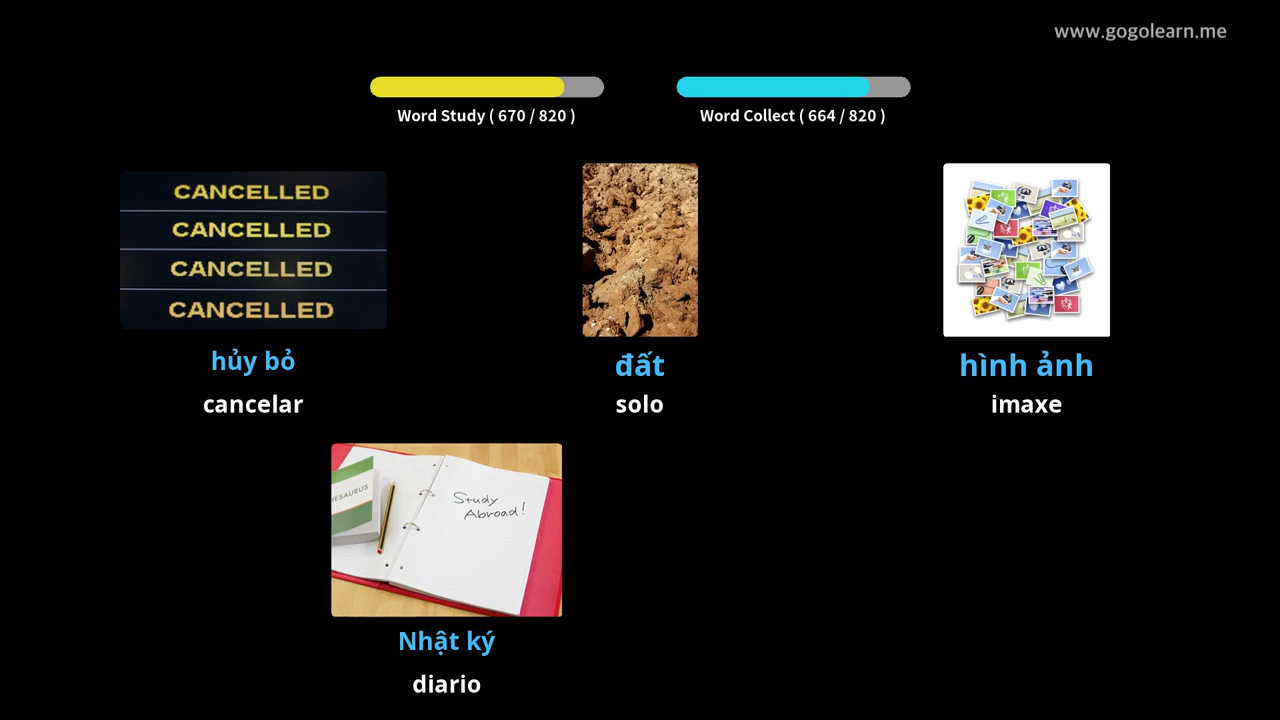 www.gogolearn.me
Word Study ( 670 / 820 )
Word Collect ( 664 / 820 )
CANCELLED
CANCELLED
CANCELLED
CANCELLED
hủy bỏ
cancelar
đất
solo
hình ảnh
imaxe
HESAURUS
Study
Abroad!
Nhật ký
diario